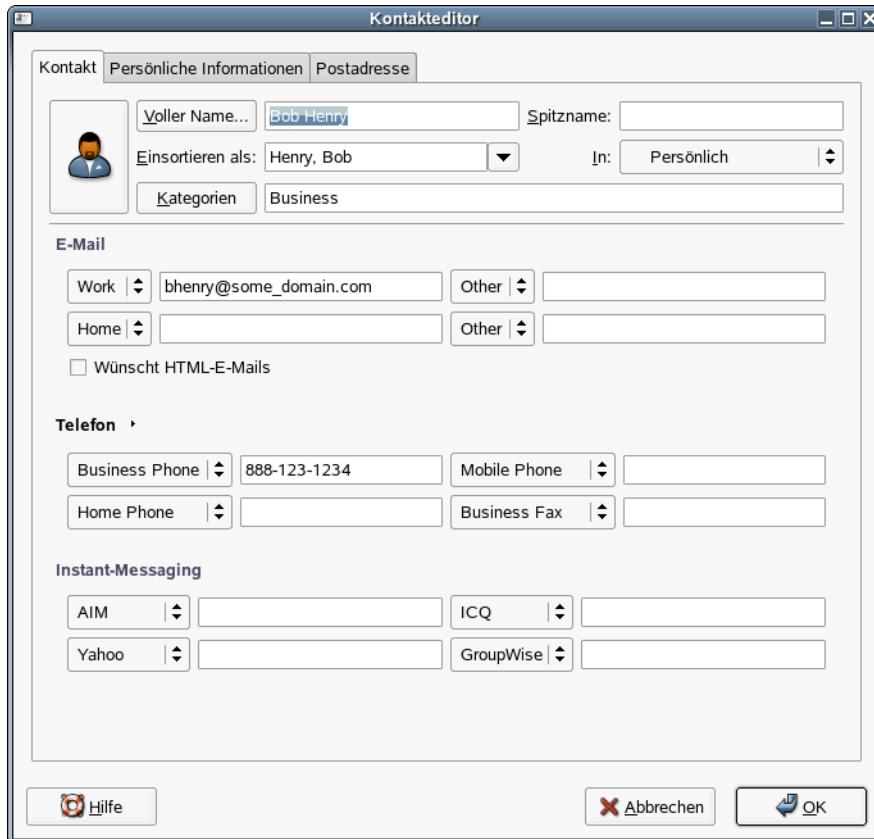 Kontakteditor
Kontakt Persönliche Informationen Postadresse
Voller Name... Bob Henry Spitzname:
Einsortieren als: Henry, Bob In: Persönlich
Kategorien Business
E-Mail
Work bhenry@some_domain.com Other
Home Other
Wünscht HTML-E-Mails
Telefon
Business Phone 888-123-1234 Mobile Phone
Home Phone Business Fax
Instant-Messaging
AIM ICQ
Yahoo GroupWise
Hilfe Abbrechen OK